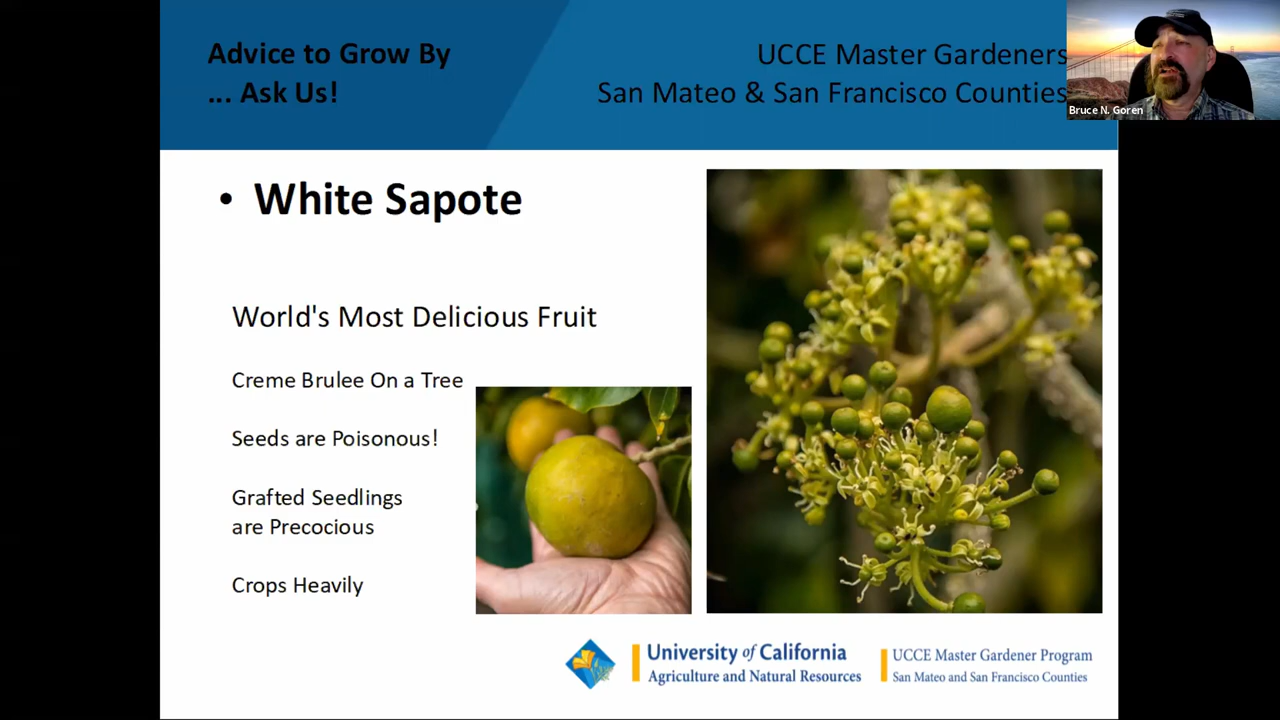 Advice to Grow By
... Ask Us!
UCCE Master Gardeners
San Mateo & San Francisco Counties
Bruce N. Goren
• White Sapote
World's Most Delicious Fruit
Creme Brulee On a Tree
Seeds are Poisonous!
Grafted Seedlings
are Precocious
Crops Heavily
University of California
Agriculture and Natural Resources
UCCE Master Gardener Program
San Mateo and San Francisco Counties